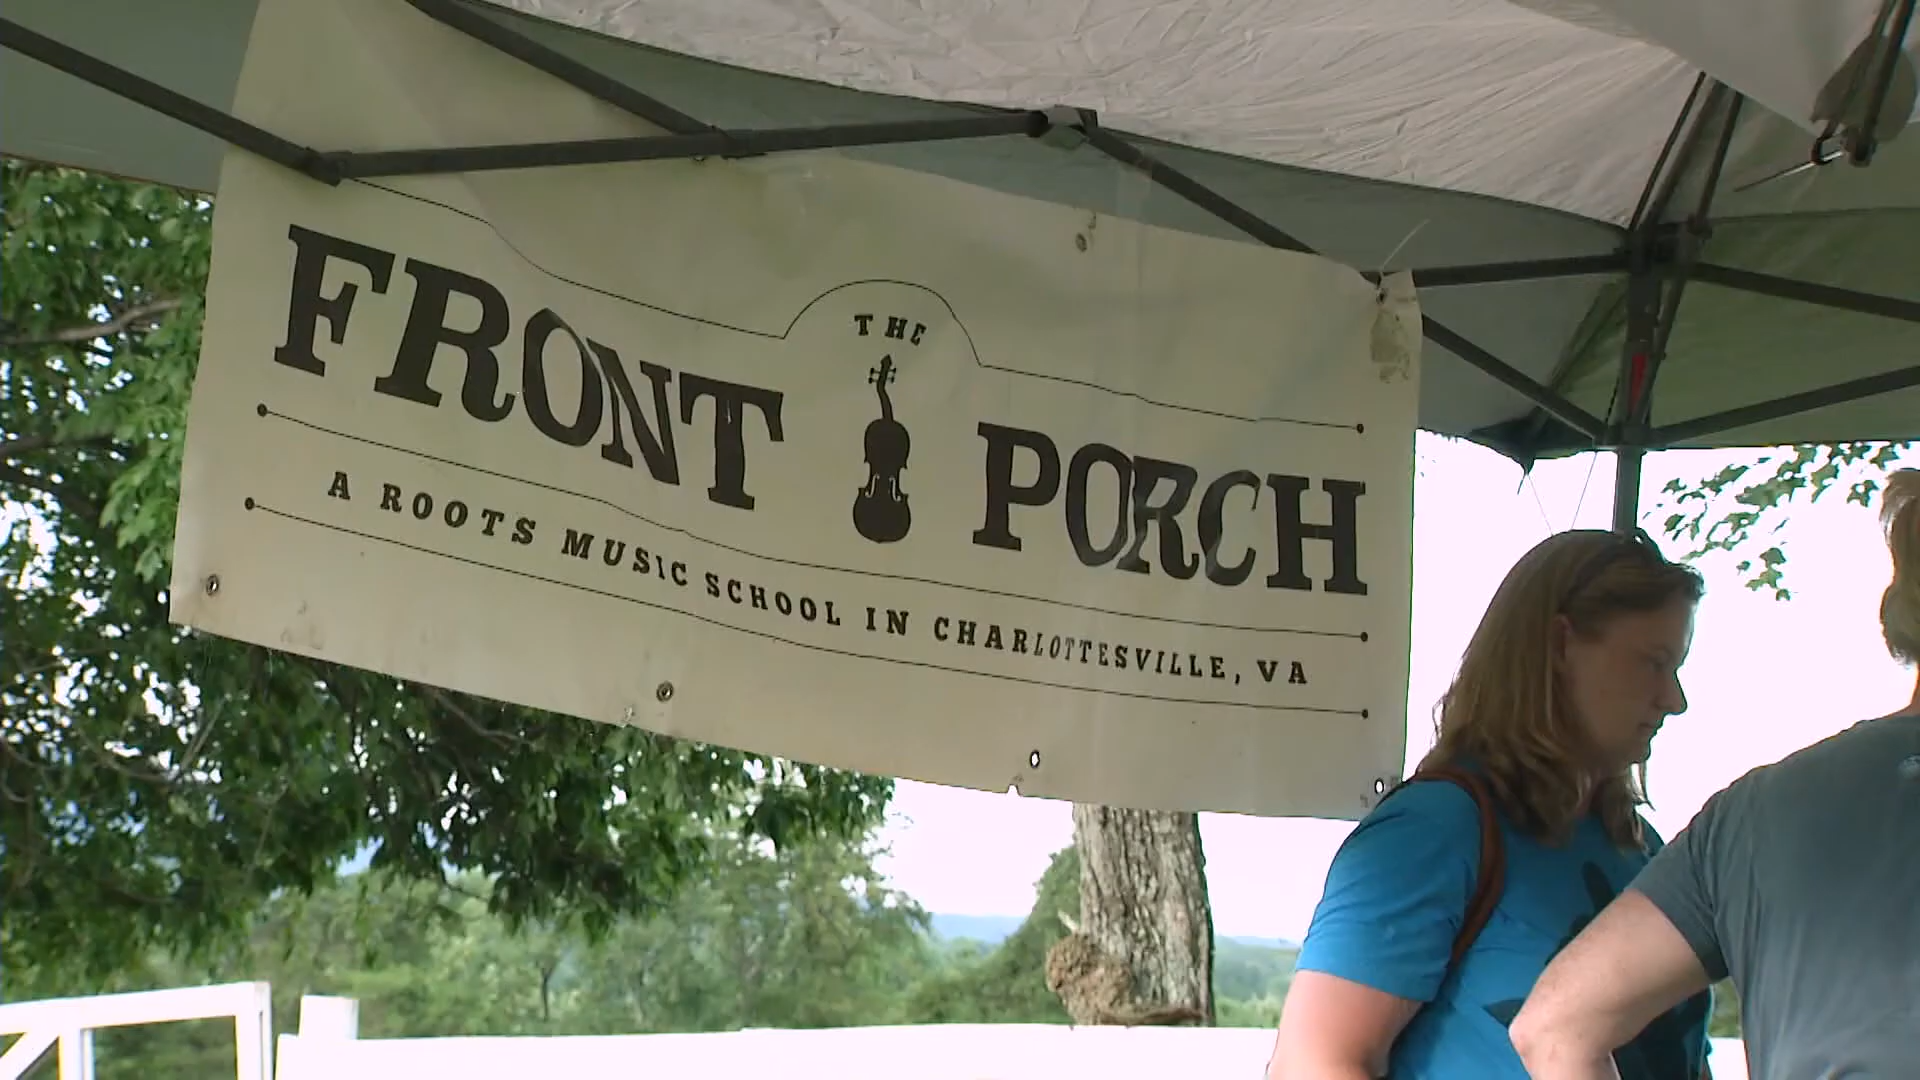 THE
FRONT PORCH
A ROOTS MUSIC SCHOOL IN CHARLOTTESVILLE, VA